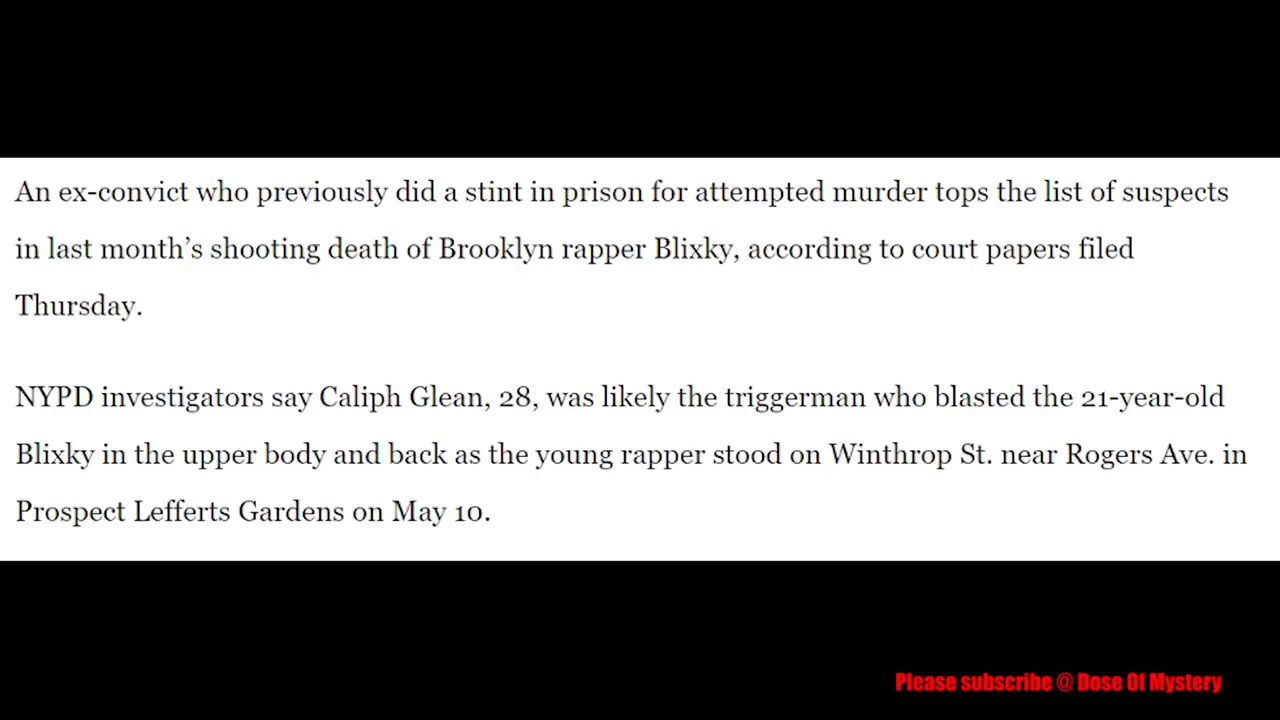 An ex-convict who previously did a stint in prison for attempted murder tops the list of suspects
in last month’s shooting death of Brooklyn rapper Blixky, according to court papers filed
Thursday.
NYPD investigators say Caliph Glean, 28, was likely the triggerman who blasted the 21-year-old
Blixky in the upper body and back as the young rapper stood on Winthrop St. near Rogers Ave. in
Prospect Lefferts Gardens on May 10.
Please subscribe @ Dose Of Mystery